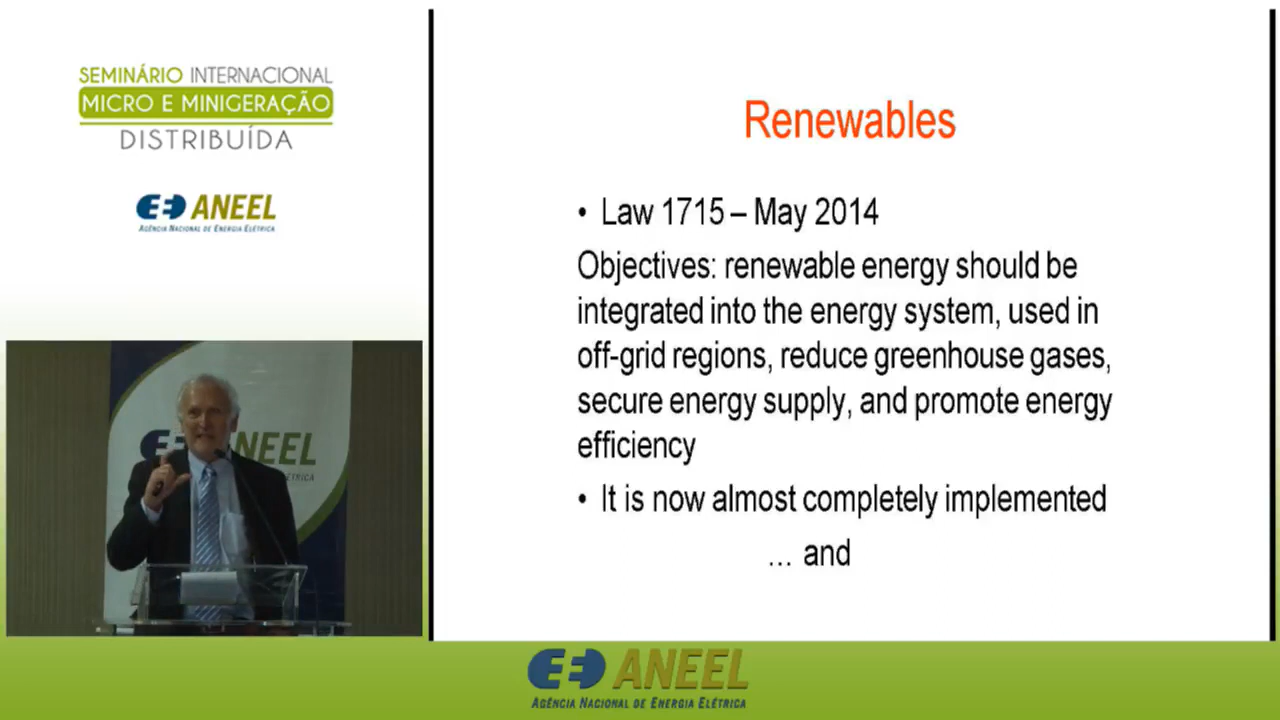 SEMINÁRIO INTERNACIONAL
MICRO E MINIGERAÇÃO
DISTRIBUÍDA
ANEEL
AGÊNCIA NACIONAL DE ENERGIA ELÉTRICA
Renewables
• Law 1715 – May 2014
Objectives: renewable energy should be
integrated into the energy system, used in
off-grid regions, reduce greenhouse gases,
secure energy supply, and promote energy
efficiency
• It is now almost completely implemented
... and
NEEL
ÉTRICA
ANEEL
AGÊNCIA NACIONAL DE ENERGIA ELÉTRICA